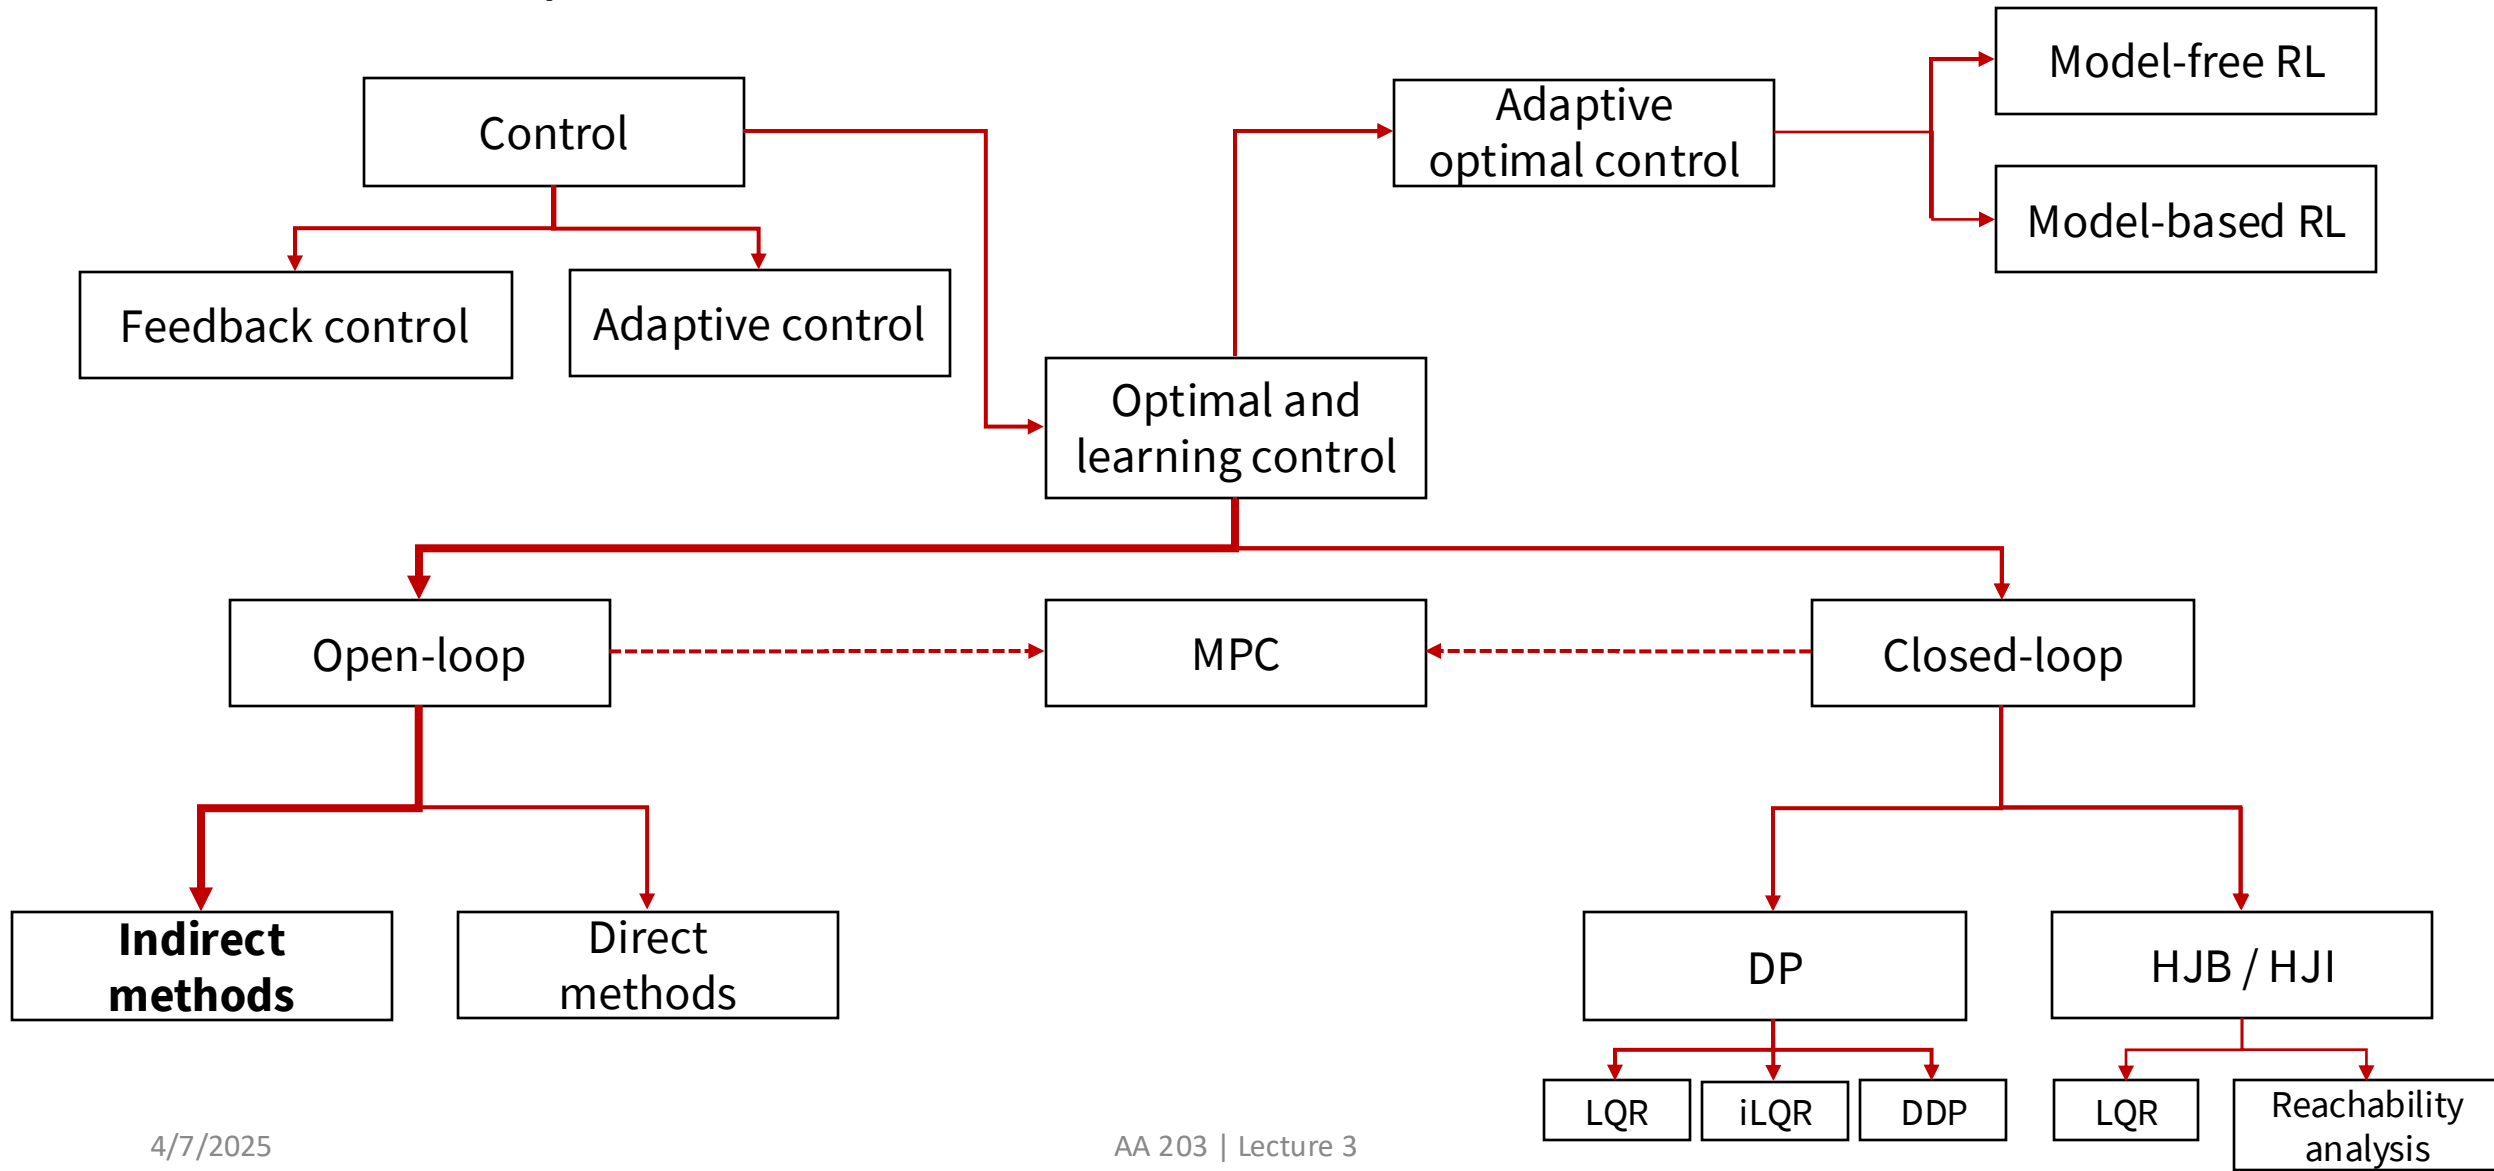 Model-free RL
Control
Adaptive
optimal control
Model-based RL
Feedback control
Adaptive control
Optimal and
learning control
Open-loop
MPC
Closed-loop
Indirect
methods
Direct
methods
DP
HJB / HJI
LQR
iLQR
DDP
LQR
Reachability
analysis
4/7/2025
AA 203 | Lecture 3